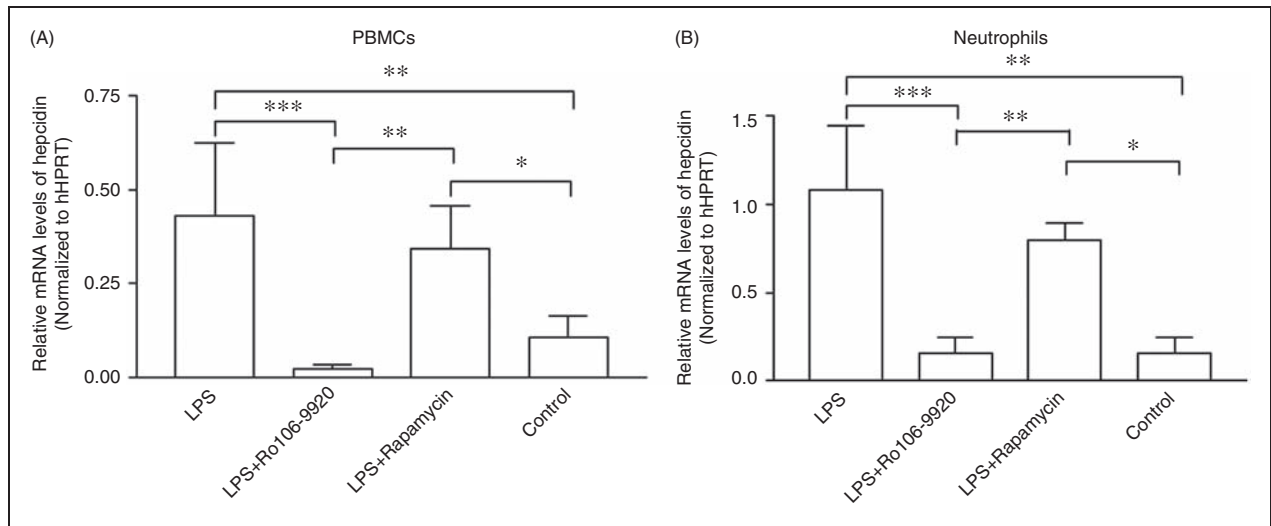 (A)
PBMCs
Relative mRNA levels of hepcidin
(Normalized to hHPRT)
0.75
0.50
0.25
0.00
**
***
**
*
LPS
LPS+Ro106-9920
LPS+Rapamycin
Control
(B)
Neutrophils
Relative mRNA levels of hepcidin
(Normalized to hHPRT)
1.5
1.0
0.5
0.0
**
***
**
*
LPS
LPS+Ro106-9920
LPS+Rapamycin
Control